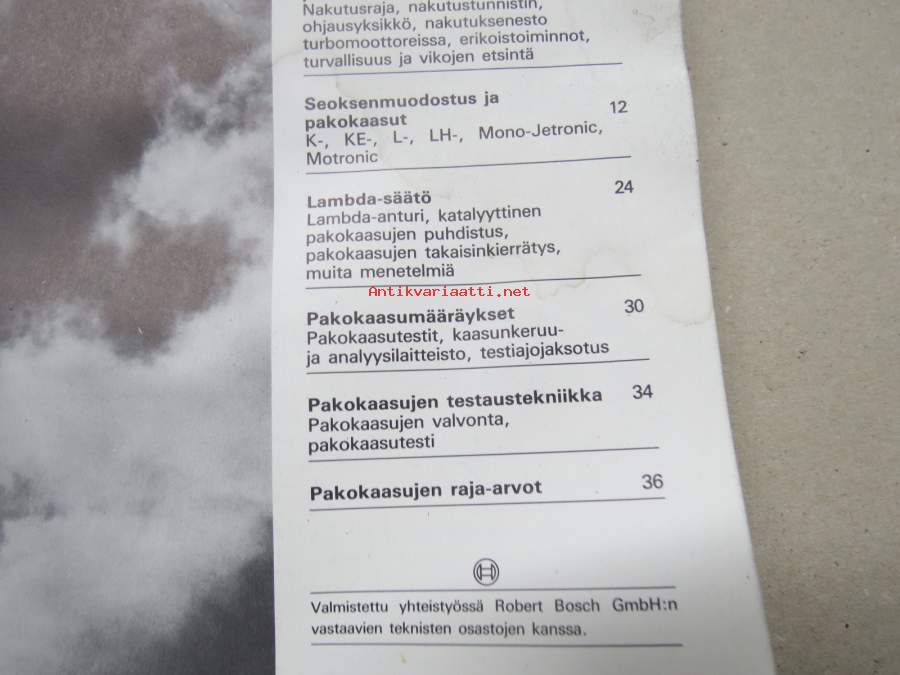 Nakutusraja, nakutustunnistin,
ohjausyksikkö, nakutuksenesto
turbomoottoreissa, erikoistoiminnot,
turvallisuus ja vikojen etsintä
Seoksenmuodostus ja
pakokaasut 12
K-, KE-, L-, LH-, Mono-Jetronic,
Motronic
Lambda-säätö 24
Lambda-anturi, katalyyttinen
pakokaasujen puhdistus,
pakokaasujen takaisinkierrätys,
muita menetelmiä
Antikvariaatti.net
Pakokaasumääräykset 30
Pakokaasutestit, kaasunkeruu-
ja analyysilaitteisto, testiajojaksotus
Pakokaasujen testaustekniikka 34
Pakokaasujen valvonta,
pakokaasutesti
Pakokaasujen raja-arvot 36
Valmistettu yhteistyössä Robert Bosch GmbH:n
vastaavien teknisten osastojen kanssa.